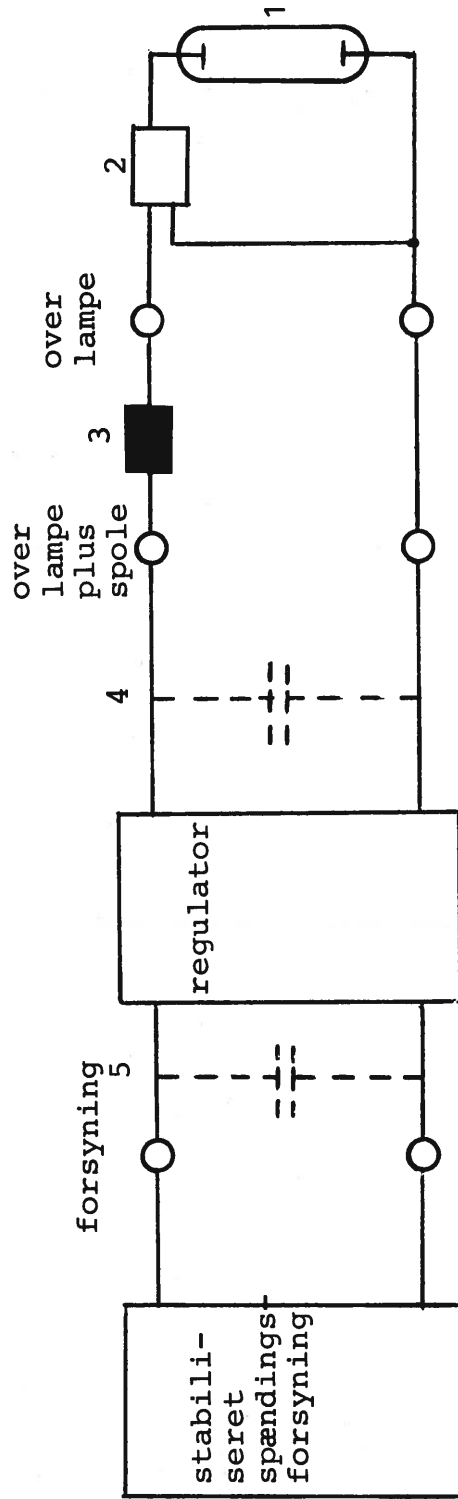 stabili-
seret
spændings
forsyning
forsyning
5
regulator
4
over
lampe
plus
spole
3
over
lampe
2
1